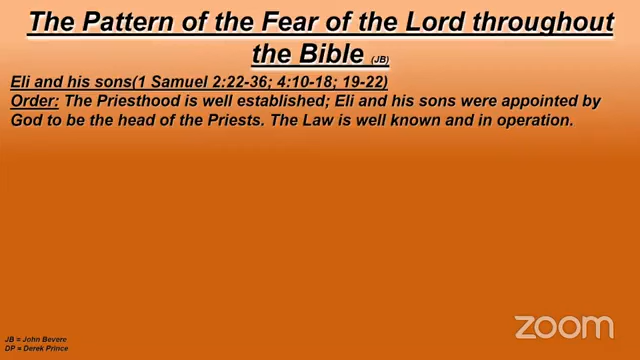 The Pattern of the Fear of the Lord throughout
the Bible (JB)
Eli and his sons(1 Samuel 2:22-36; 4:10-18; 19-22)
Order: The Priesthood is well established; Eli and his sons were appointed by
God to be the head of the Priests. The Law is well known and in operation.
JB = John Bevere
DP = Derek Prince
zoom